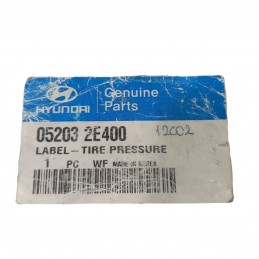 HYUNDAI
Genuine
Parts
05203 2E400
12002
LABEL-TIRE PRESSURE
1 PC WF MADE IN KOREA